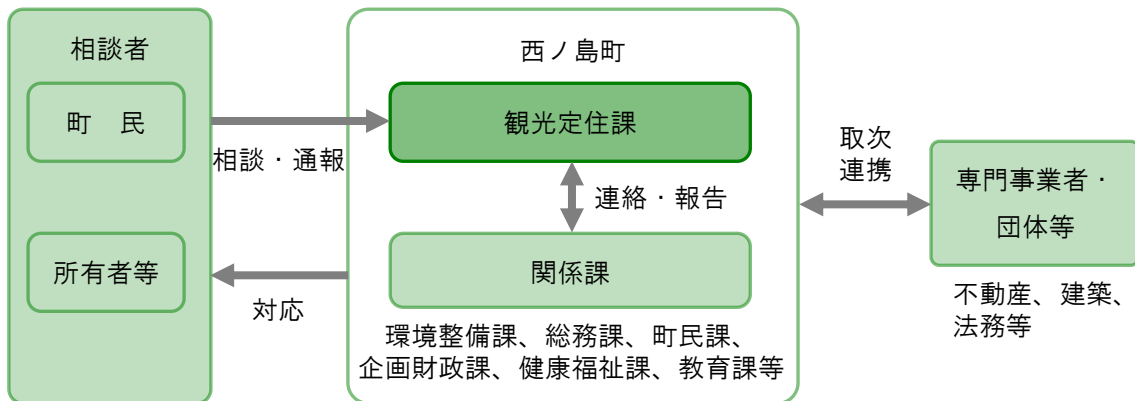 相談者
町　民
所有者等
相談・通報
対応
西ノ島町
観光定住課
連絡・報告
関係課
環境整備課、総務課、町民課、
企画財政課、健康福祉課、教育課等
取次
連携
専門事業者・
団体等
不動産、建築、
法務等